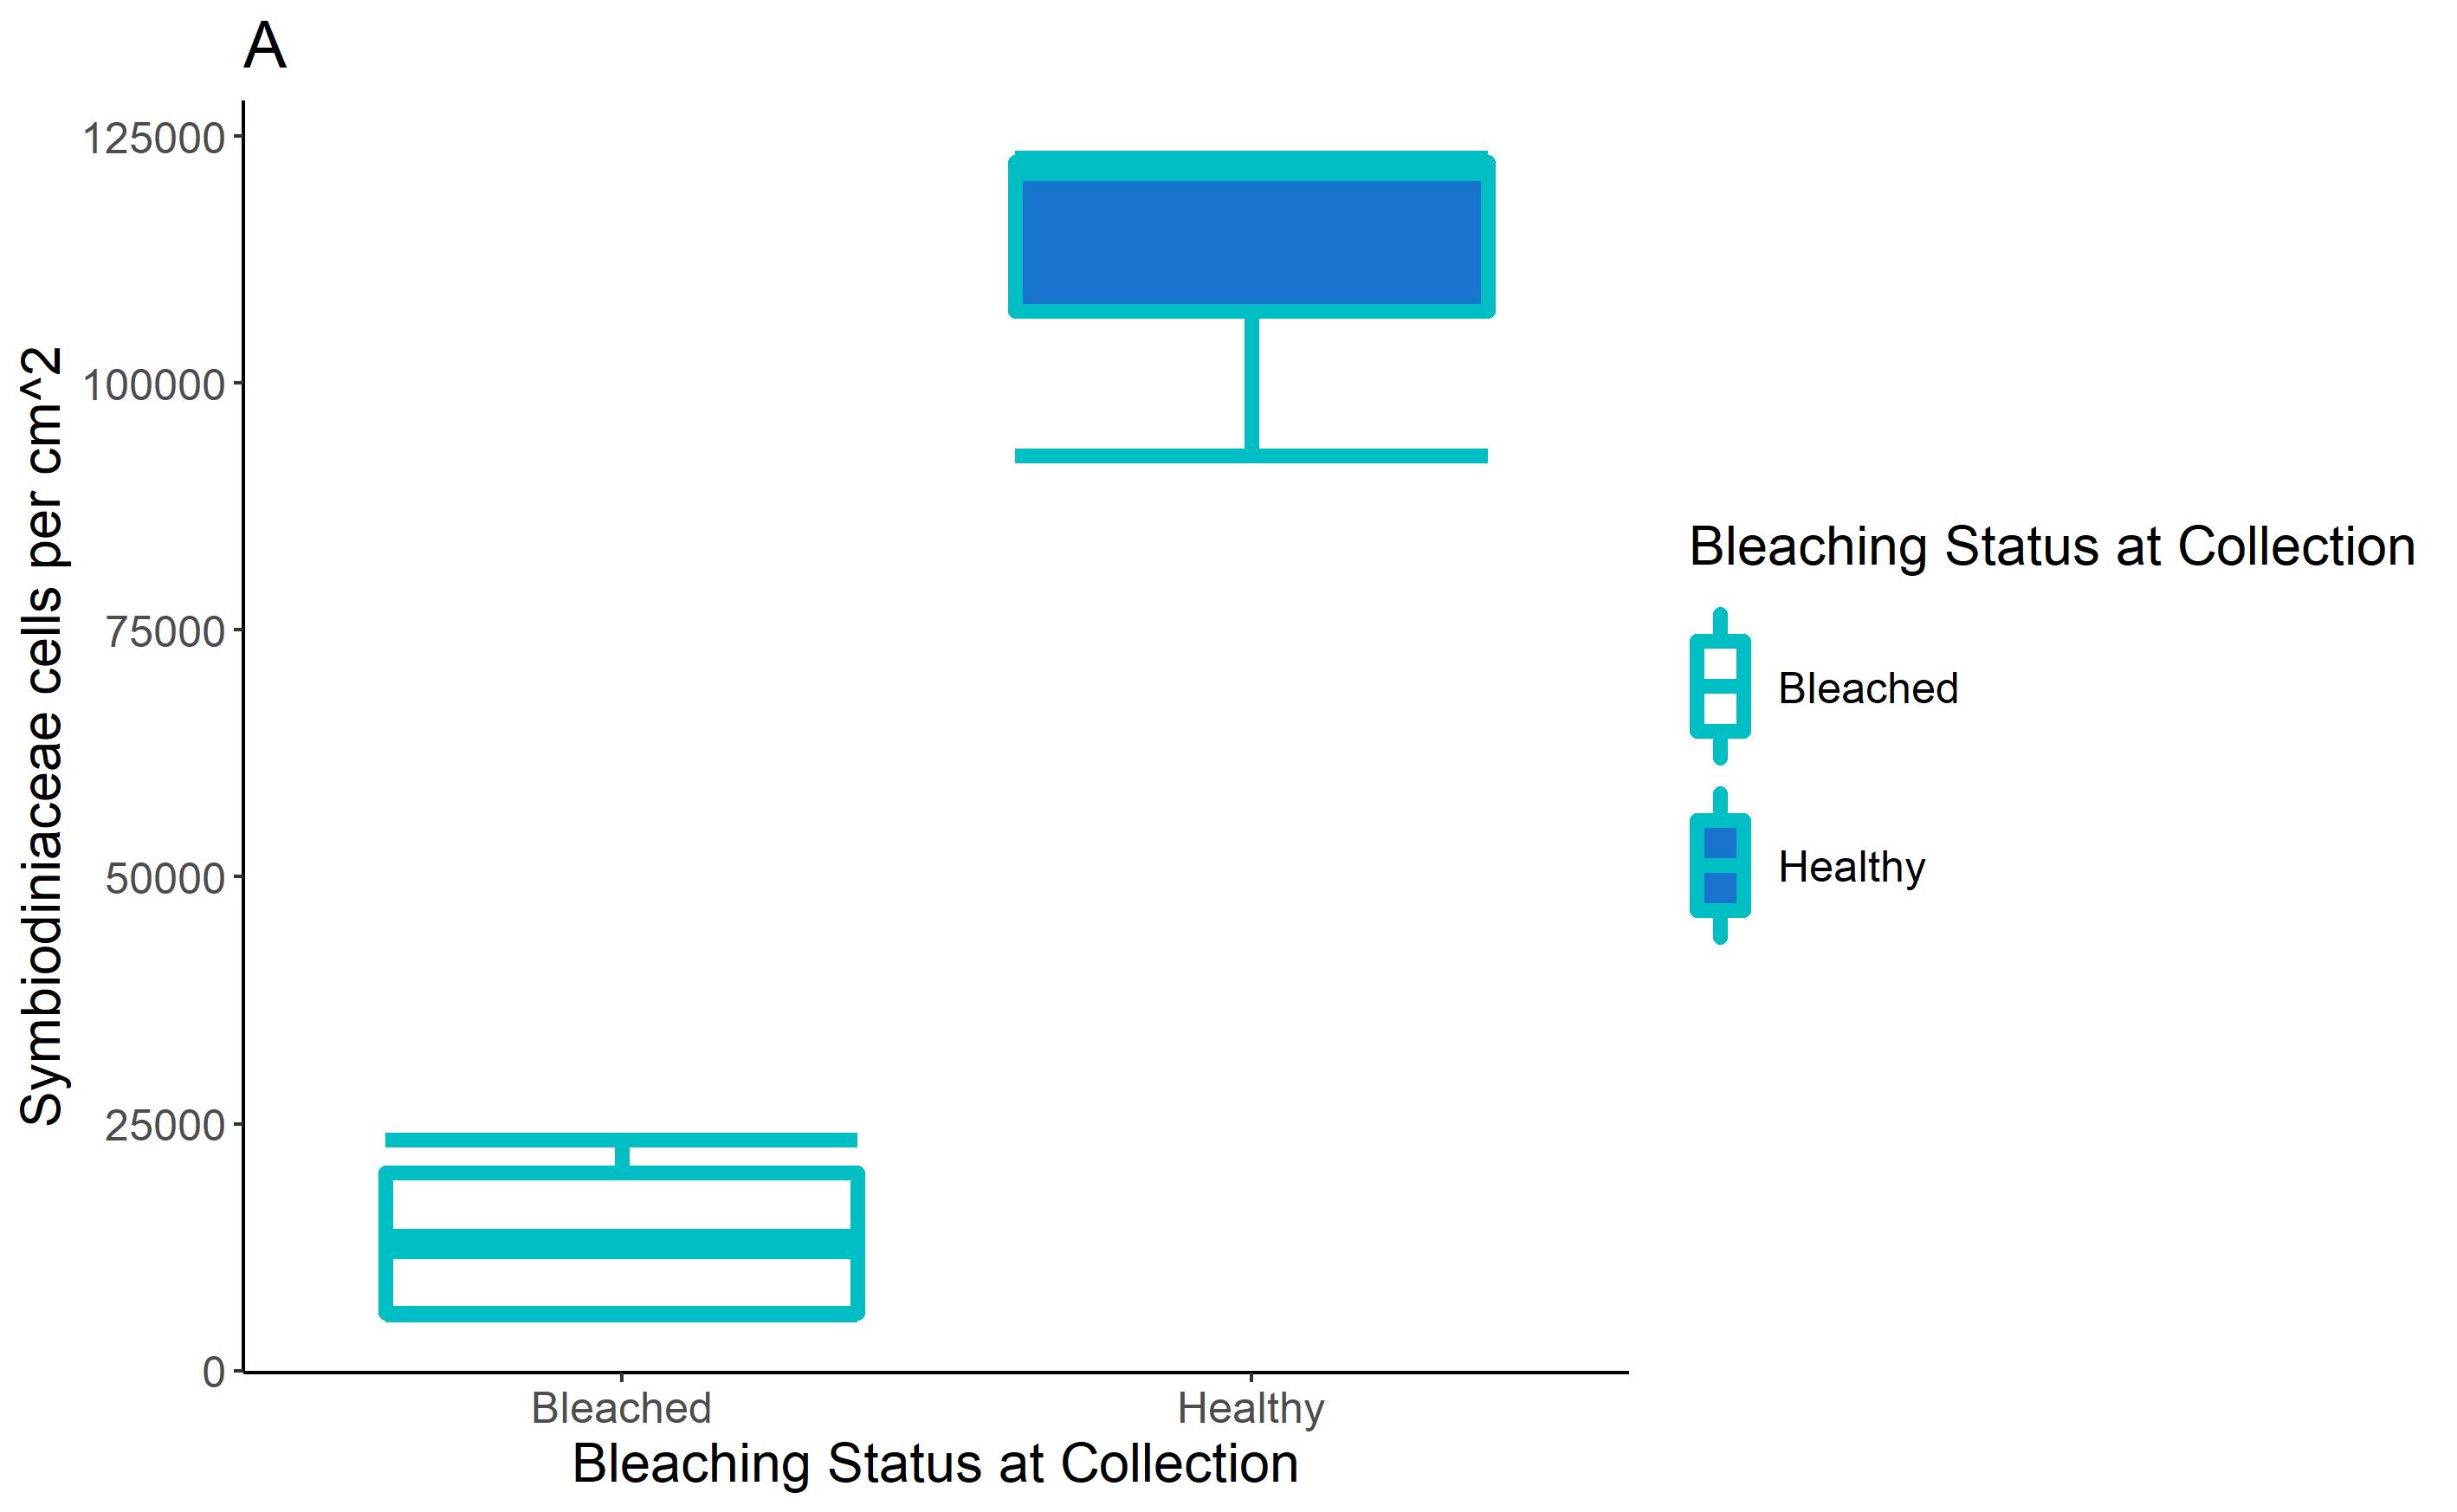 A
Symbiodiniaceae cells per cm^2
125000
100000
75000
50000
25000
0
Bleached
Healthy
Bleaching Status at Collection
Bleaching Status at Collection
Bleached
Healthy